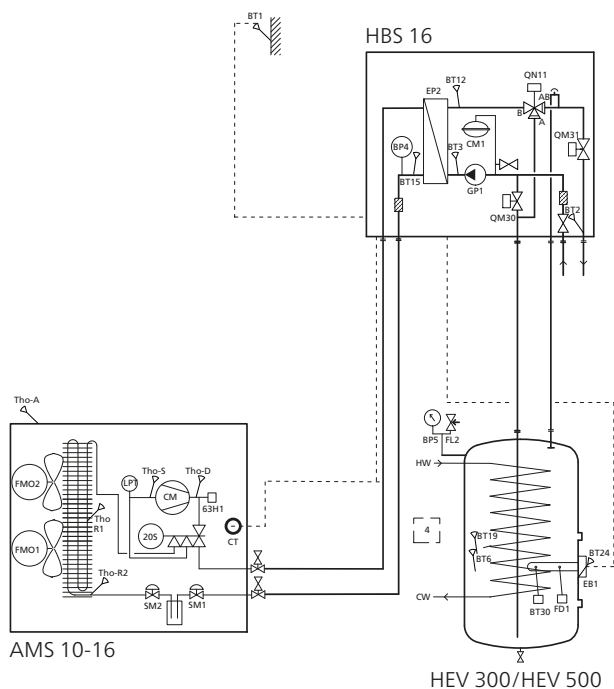 BT1
HBS 16
BT12
QN11
EP2
AB
B
A
CM1
QM31
BP4
BT3
BT15
GP1
QM30
BT2
Tho-A
BP5 FL2
LPT
Tho-S
Tho-D
FMO2
CM
63H1
HW
Tho
R1
20S
CT
4
BT19
FMO1
BT6
BT24
Tho-R2
EB1
SM2
SM1
CW
BT30
FD1
AMS 10-16
HEV 300/HEV 500